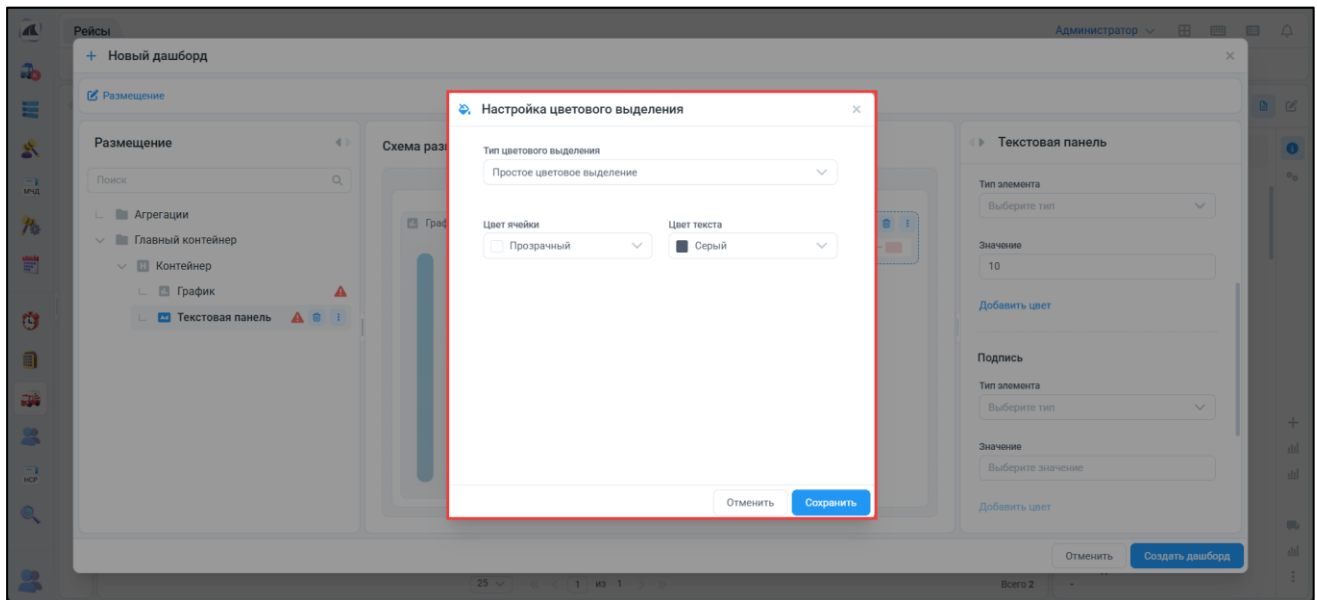 Рейсы
Администратор
Новый дашборд
Размещение
Настройка цветового выделения
Размещение
Схема раз
Текстовая панель
Тип цветового выделения
Простое цветовое выделение
Поиск
Тип элемента
Выберите тип
МЧД
Агрегации
Граф
Цвет ячейки
Цвет текста
Главный контейнер
Прозрачный
Серый
Значение
10
Контейнер
График
Добавить цвет
Текстовая панель
Подпись
Тип элемента
Выберите тип
Значение
Выберите значение
НСР
Отменить
Сохранить
Добавить цвет
Отменить
Создать дашборд
25
1 из 1
Всего 2
-